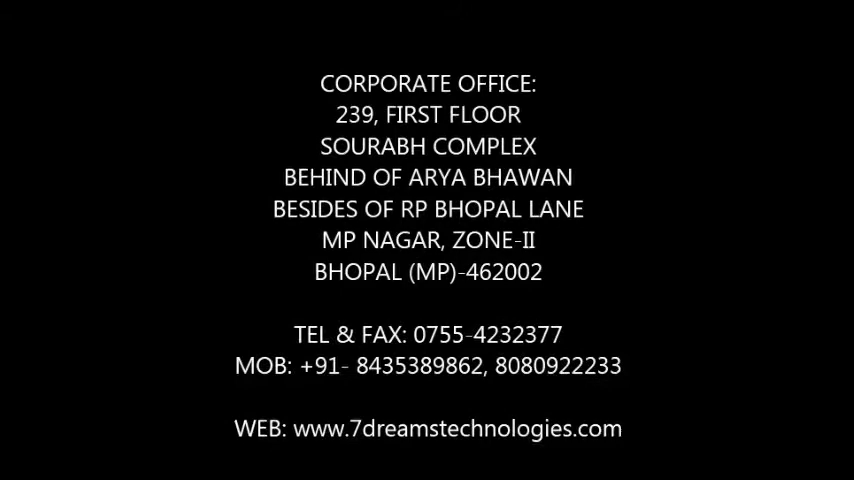 CORPORATE OFFICE:
239, FIRST FLOOR
SOURABH COMPLEX
BEHIND OF ARYA BHAWAN
BESIDES OF RP BHOPAL LANE
MP NAGAR, ZONE-II
BHOPAL (MP)-462002
TEL & FAX: 0755-4232377
MOB: +91- 8435389862, 8080922233
WEB: www.7dreamstechnologies.com